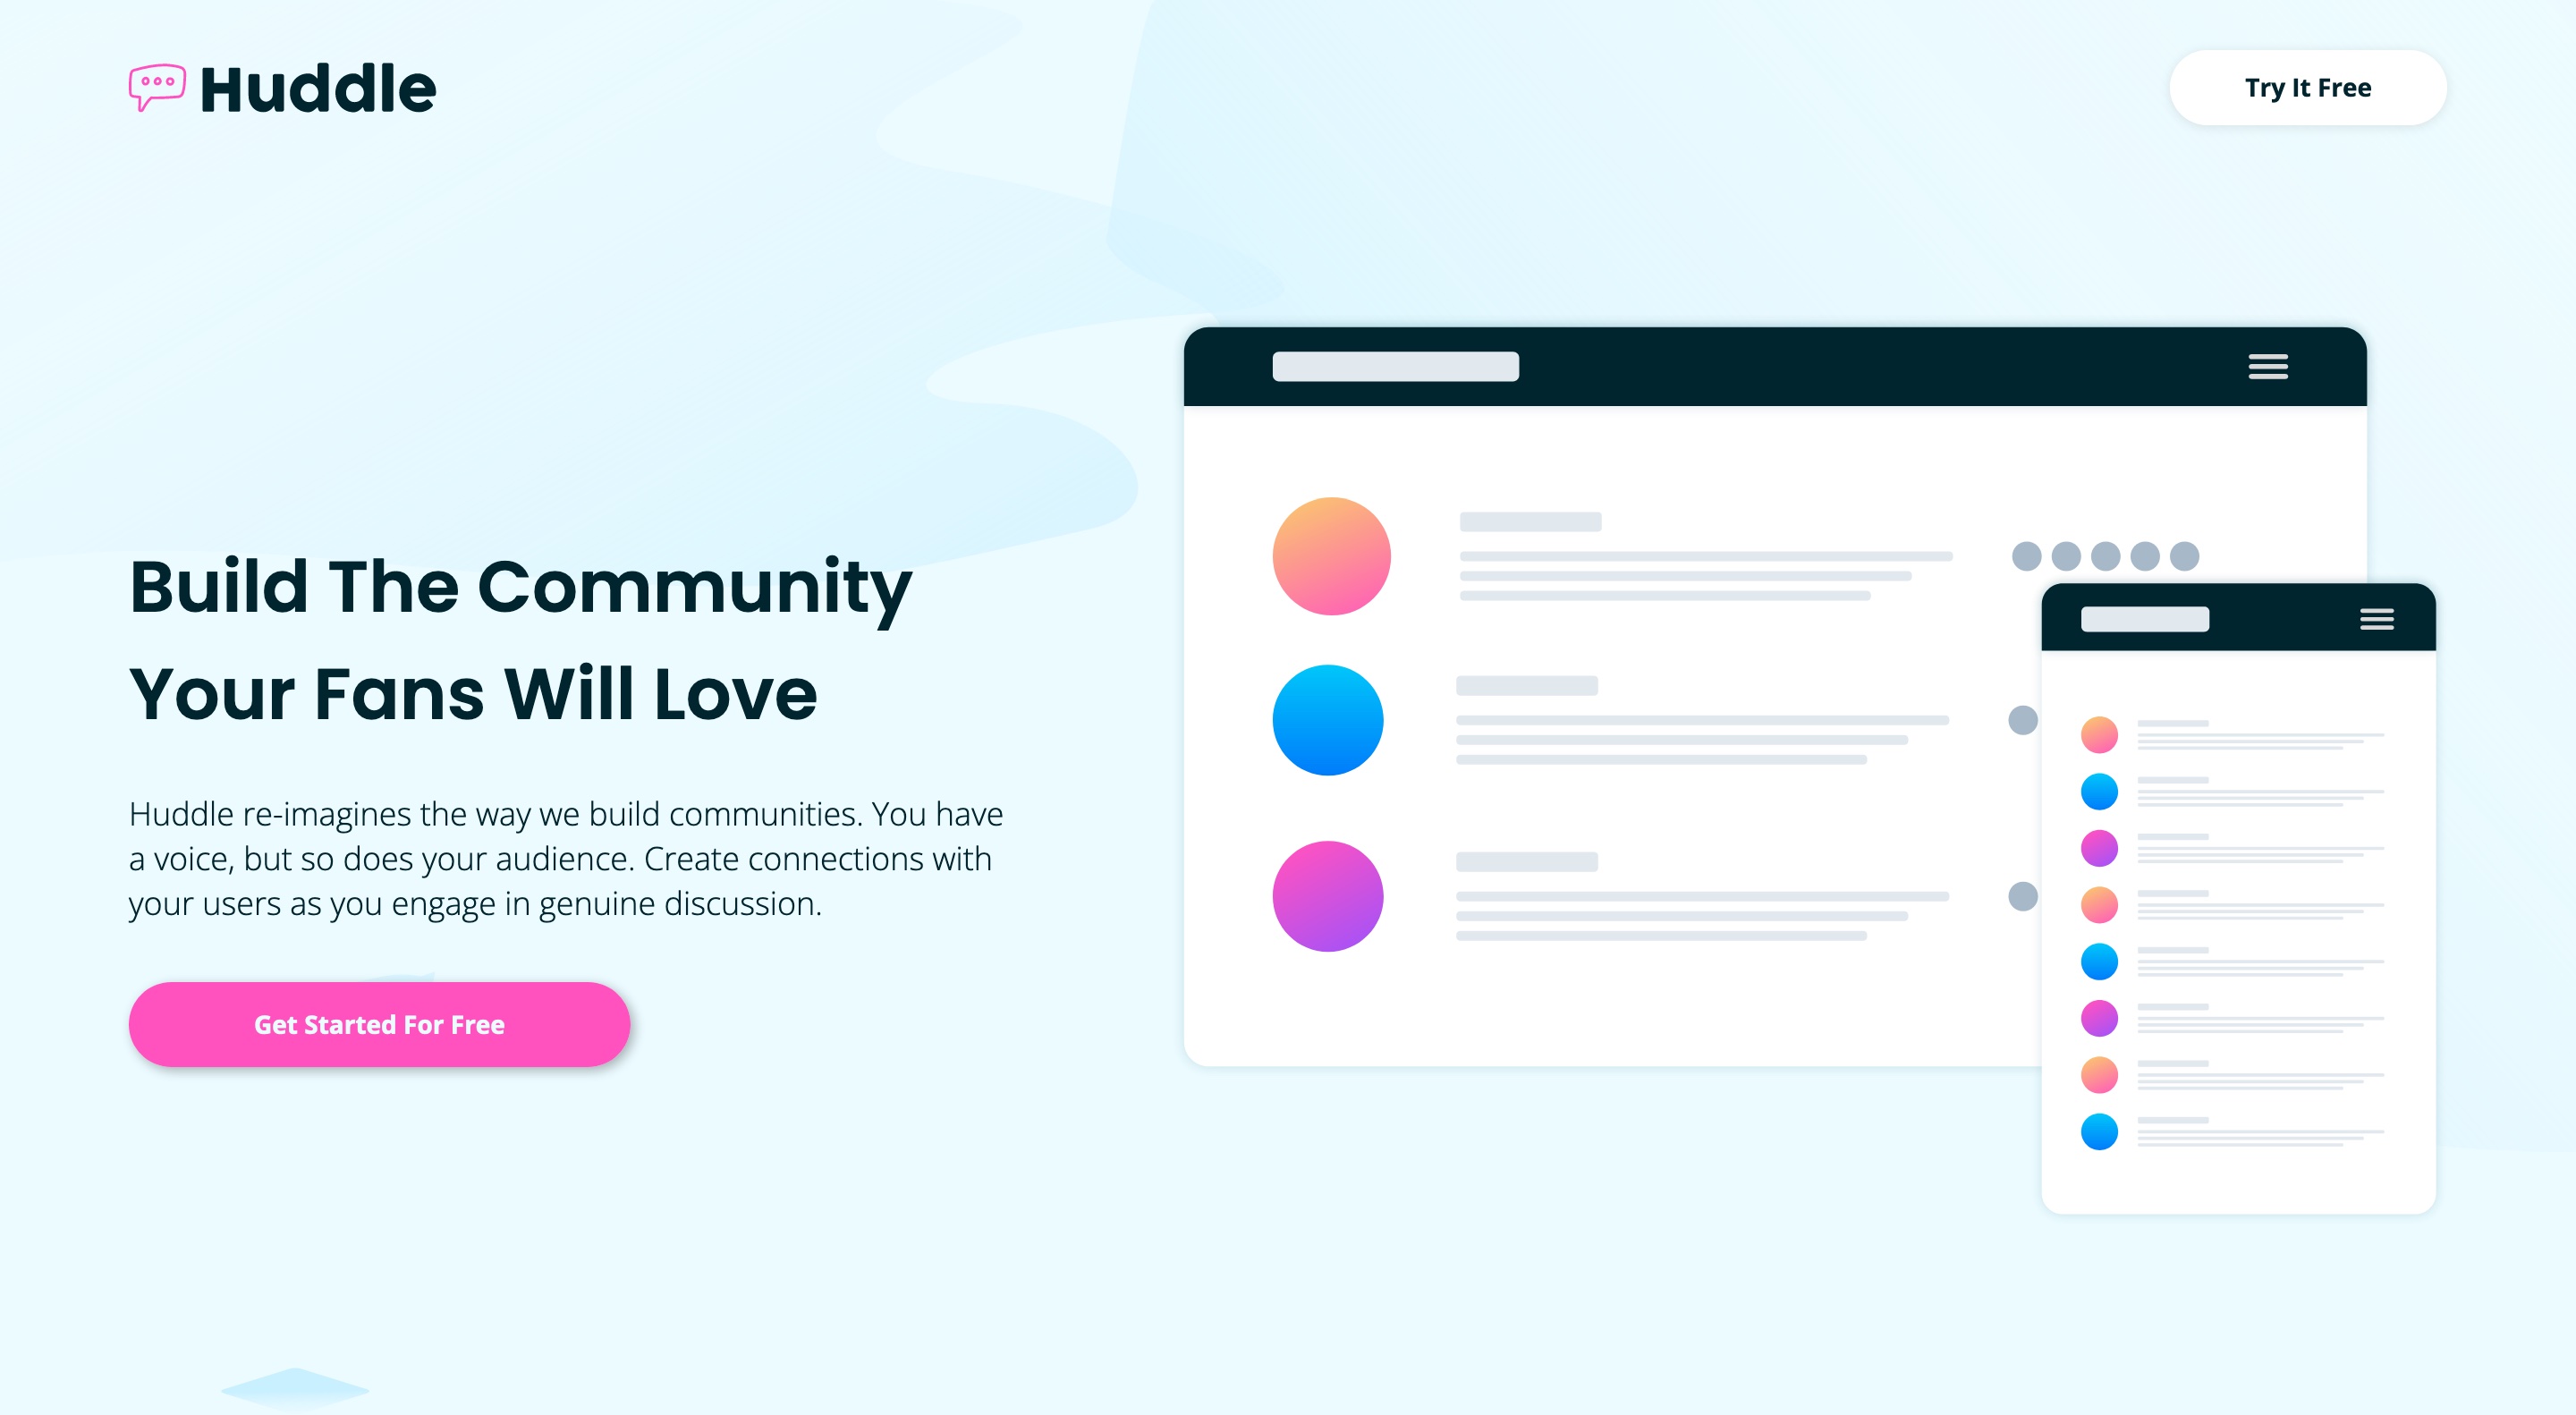 Huddle
Try It Free
Build The Community
Your Fans Will Love
Huddle re-imagines the way we build communities. You have
a voice, but so does your audience. Create connections with
your users as you engage in genuine discussion.
Get Started For Free